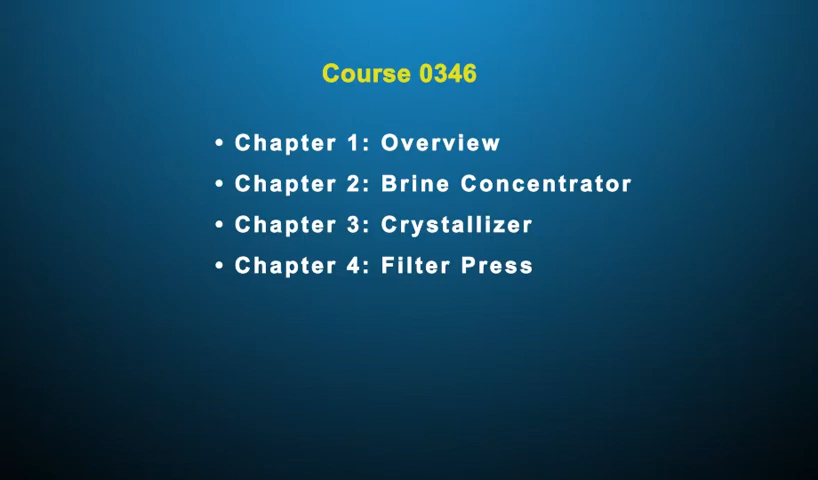 Course 0346
• Chapter 1: Overview
• Chapter 2: Brine Concentrator
• Chapter 3: Crystallizer
• Chapter 4: Filter Press